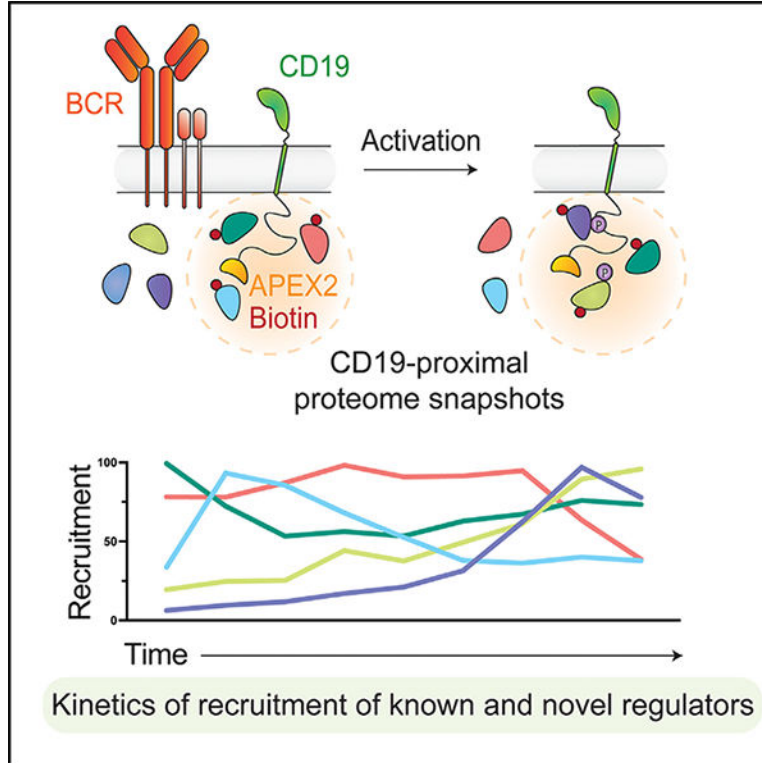 CD19
BCR
Activation
P
P
APEX2
Biotin
CD19-proximal
proteome snapshots
100
50
0
Recruitment
Time
Kinetics of recruitment of known and novel regulators